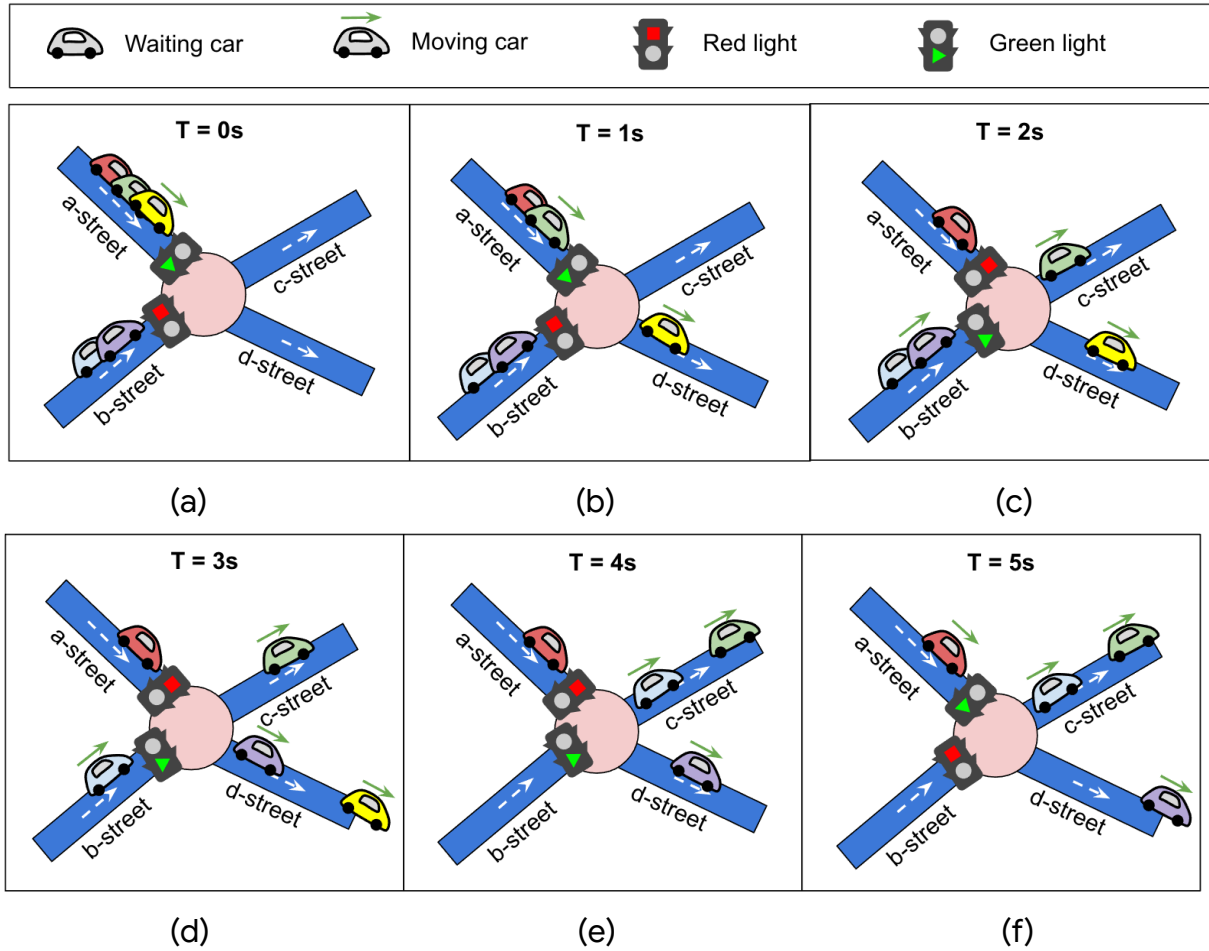 Waiting car
Moving car
Red light
Green light
T = 0s
a-street
b-street
c-street
d-street
T = 1s
a-street
b-street
c-street
d-street
T = 2s
a-street
b-street
c-street
d-street
(a)
(b)
(c)
T = 3s
a-street
b-street
c-street
d-street
T = 4s
a-street
b-street
c-street
d-street
T = 5s
a-street
b-street
c-street
d-street
(d)
(e)
(f)